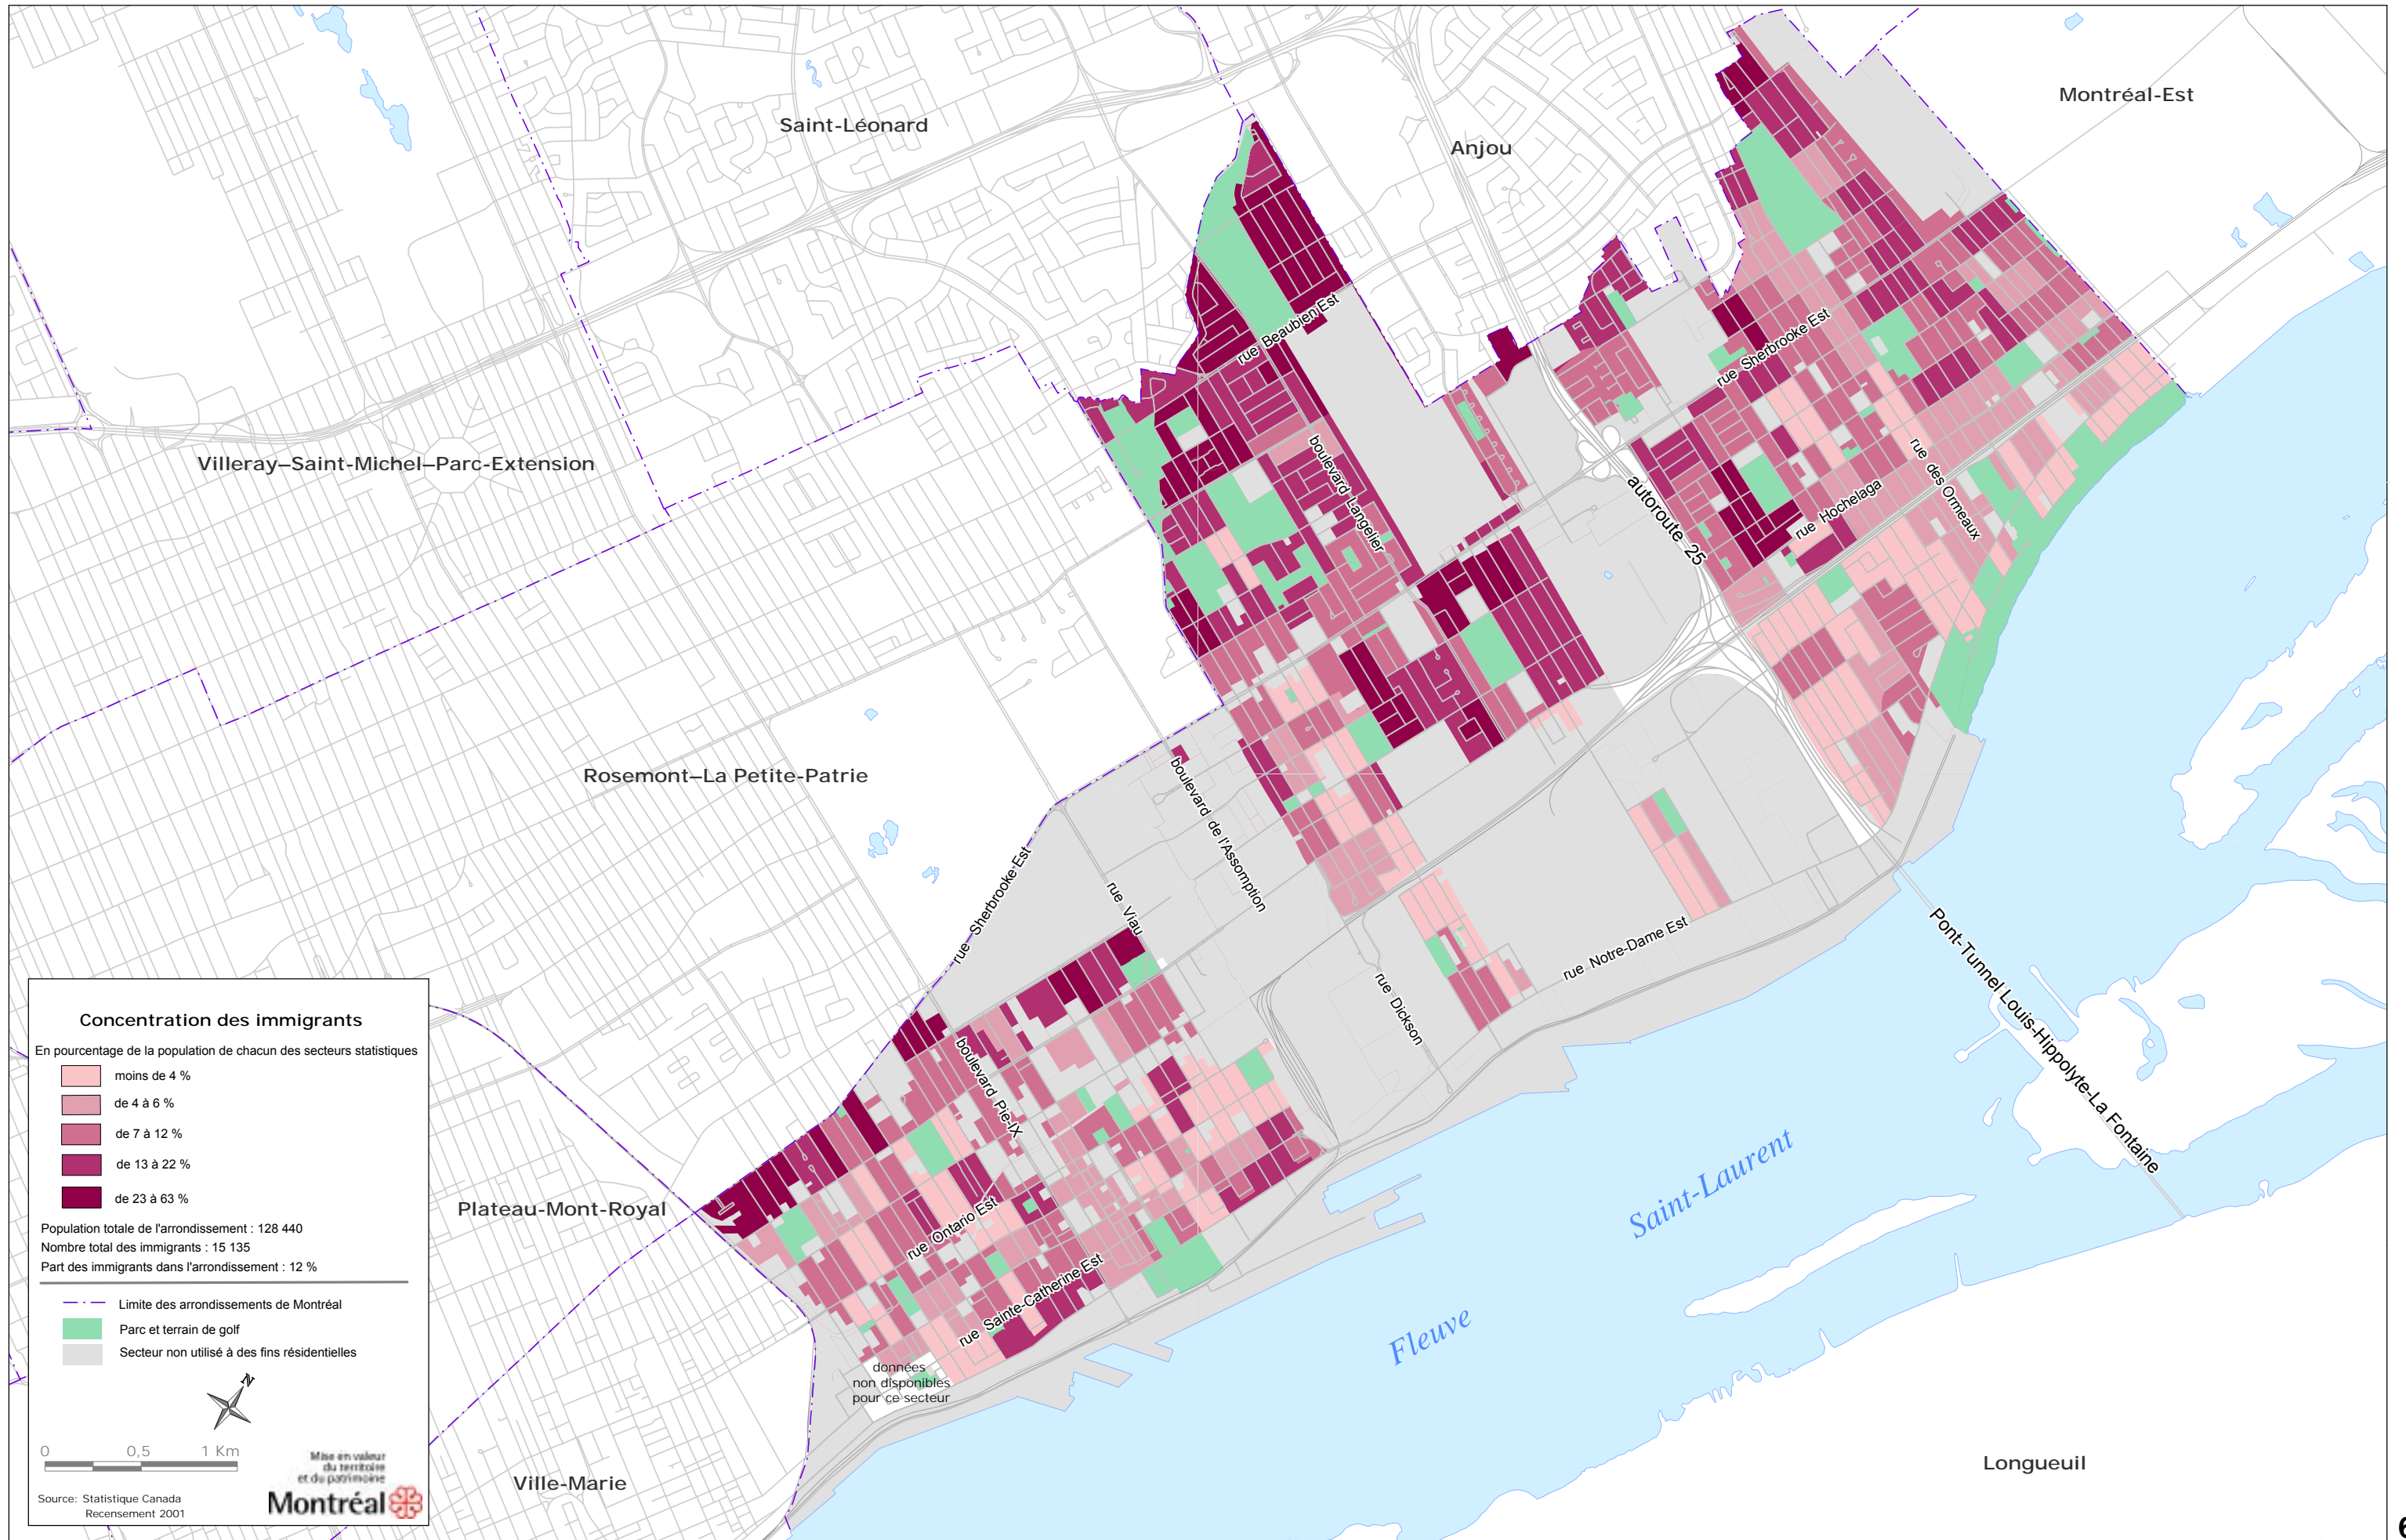 Montréal-Est
Saint-Léonard
Anjou
rue Beaubien Est
rue Sherbrooke Est
Villeray–Saint-Michel–Parc-Extension
boulevard Langelier
rue des Ormeaux
autoroute 25
rue Hochelaga
Rosemont–La Petite-Patrie
boulevard de l'Assomption
rue Sherbrooke Est
rue Viau
rue Notre-Dame Est
rue Dickson
Pont-Tunnel Louis-Hippolyte-La Fontaine
boulevard Pie-IX
Plateau-Mont-Royal
rue Ontario Est
rue Sainte-Catherine Est
Fleuve
Saint-Laurent
données
non disponibles
pour ce secteur
Ville-Marie
Longueuil
Concentration des immigrants
En pourcentage de la population de chacun des secteurs statistiques
moins de 4 %
de 4 à 6 %
de 7 à 12 %
de 13 à 22 %
de 23 à 63 %
Population totale de l'arrondissement : 128 440
Nombre total des immigrants : 15 135
Part des immigrants dans l'arrondissement : 12 %
Limite des arrondissements de Montréal
Parc et terrain de golf
Secteur non utilisé à des fins résidentielles
N
0 0,5 1 Km
Mise en valeur
du territoire
et du patrimoine
Montréal
Source: Statistique Canada
Recensement 2001
6